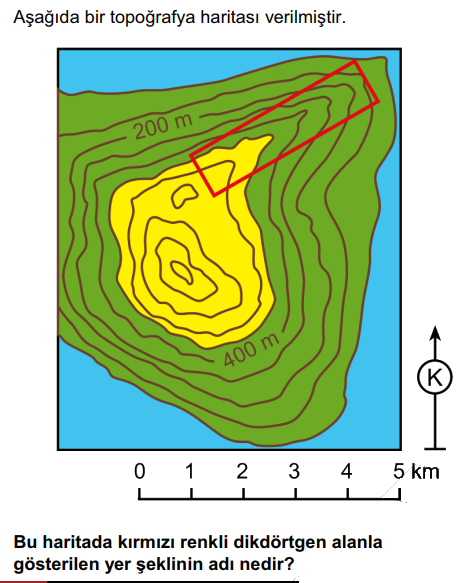 Aşağıda bir topoğrafya haritası verilmiştir.
200 m
400 m
K
0 1 2 3 4 5 km
Bu haritada kırmızı renkli dikdörtgen alanla
gösterilen yer şeklinin adı nedir?